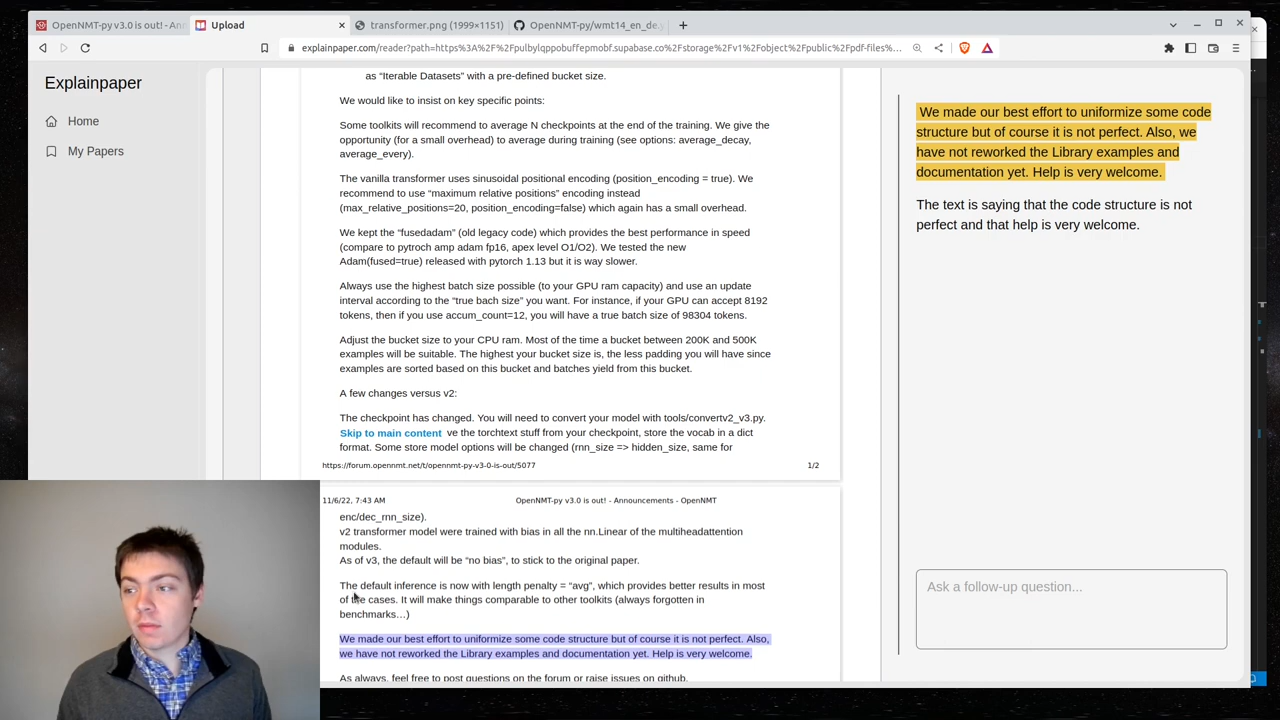 OpenNMT-py v3.0 is out! - An
Upload
transformer.png (1999×1151)
OpenNMT-py/wmt14_en_de.y
explainpaper.com/reader?path=https%3A%2F%2Fpulbylqppobuffepmobf.supabase.co%2Fstorage%2Fv1%2Fobject%2Fpublic%2Fpdf-files%...
Explainpaper
Home
My Papers
as “Iterable Datasets” with a pre-defined bucket size.
We would like to insist on key specific points:
Some toolkits will recommend to average N checkpoints at the end of the training. We give the
opportunity (for a small overhead) to average during training (see options: average_decay,
average_every).
The vanilla transformer uses sinusoidal positional encoding (position_encoding = true). We
recommend to use “maximum relative positions” encoding instead
(max_relative_positions=20, position_encoding=false) which again has a small overhead.
We kept the “fusedadam” (old legacy code) which provides the best performance in speed
(compare to pytroch amp adam fp16, apex level O1/O2). We tested the new
Adam(fused=true) released with pytorch 1.13 but it is way slower.
Always use the highest batch size possible (to your GPU ram capacity) and use an update
interval according to the “true bach size” you want. For instance, if your GPU can accept 8192
tokens, then if you use accum_count=12, you will have a true batch size of 98304 tokens.
Adjust the bucket size to your CPU ram. Most of the time a bucket between 200K and 500K
examples will be suitable. The highest your bucket size is, the less padding you will have since
examples are sorted based on this bucket and batches yield from this bucket.
A few changes versus v2:
The checkpoint has changed. You will need to convert your model with tools/convertv2_v3.py.
Skip to main content ve the torchtext stuff from your checkpoint, store the vocab in a dict
format. Some store model options will be changed (rnn_size => hidden_size, same for
https://forum.opennmt.net/t/opennmt-py-v3-0-is-out/5077 1/2
11/6/22, 7:43 AM OpenNMT-py v3.0 is out! - Announcements - OpenNMT
enc/dec_rnn_size).
v2 transformer model were trained with bias in all the nn.Linear of the multiheadattention
modules.
As of v3, the default will be “no bias”, to stick to the original paper.
The default inference is now with length penalty = “avg”, which provides better results in most
of the cases. It will make things comparable to other toolkits (always forgotten in
benchmarks…)
We made our best effort to uniformize some code structure but of course it is not perfect. Also,
we have not reworked the Library examples and documentation yet. Help is very welcome.
As always, feel free to post questions on the forum or raise issues on github.
We made our best effort to uniformize some code
structure but of course it is not perfect. Also, we
have not reworked the Library examples and
documentation yet. Help is very welcome.
The text is saying that the code structure is not
perfect and that help is very welcome.
Ask a follow-up question...